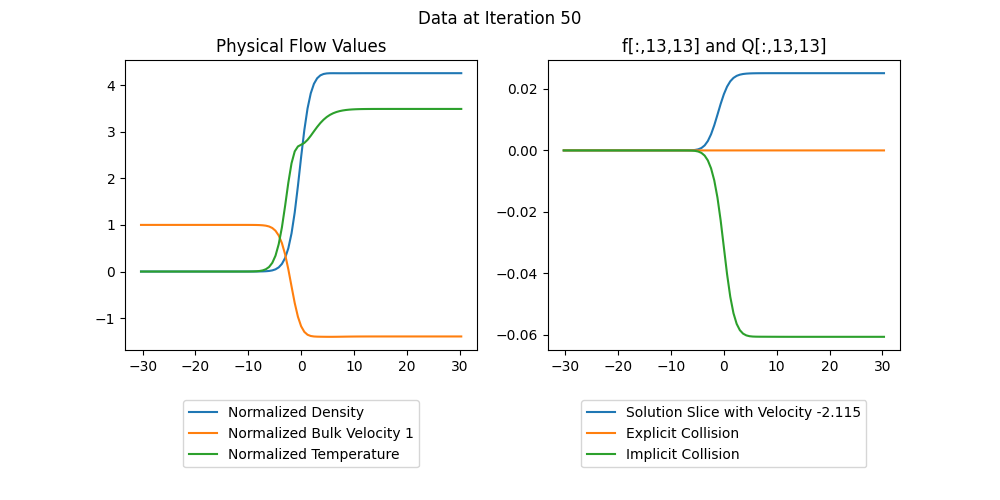 Data at Iteration 50
Physical Flow Values
4
3
2
1
0
−1
−30
−20
−10
0
10
20
30
Normalized Density
Normalized Bulk Velocity 1
Normalized Temperature
f[:,13,13] and Q[:,13,13]
0.02
0.00
−0.02
−0.04
−0.06
−30
−20
−10
0
10
20
30
Solution Slice with Velocity -2.115
Explicit Collision
Implicit Collision